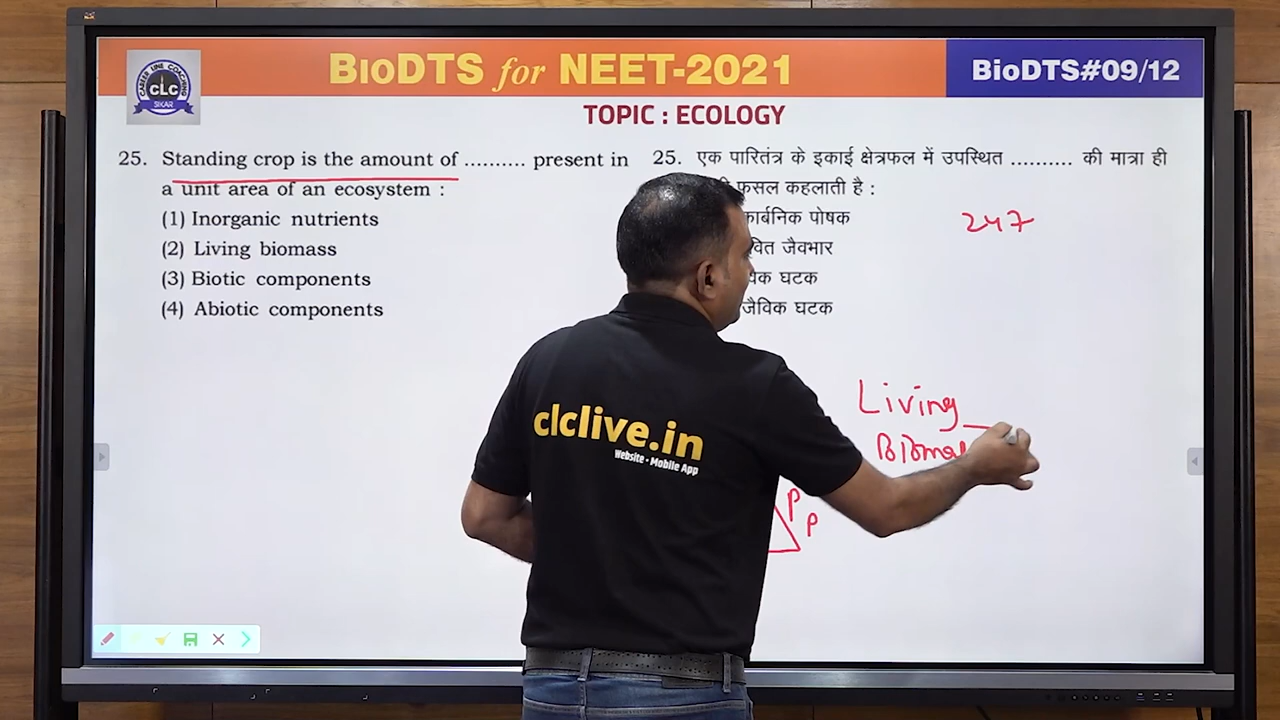 BIODTS for NEET-2021
BIODTS#09/12
CAREER LINE COACHING
CLC
SIKAR
TOPIC : ECOLOGY
25. Standing crop is the amount of .......... present in
a unit area of an ecosystem :
(1) Inorganic nutrients
(2) Living biomass
(3) Biotic components
(4) Abiotic components
25. एक पारितंत्र के इकाई क्षेत्रफल में उपस्थित .......... की मात्रा ही
फसल कहलाती है :
पोषक
जैवभार
घटक
घटक
247
Living
P
P
clclive.in
Website • Mobile App